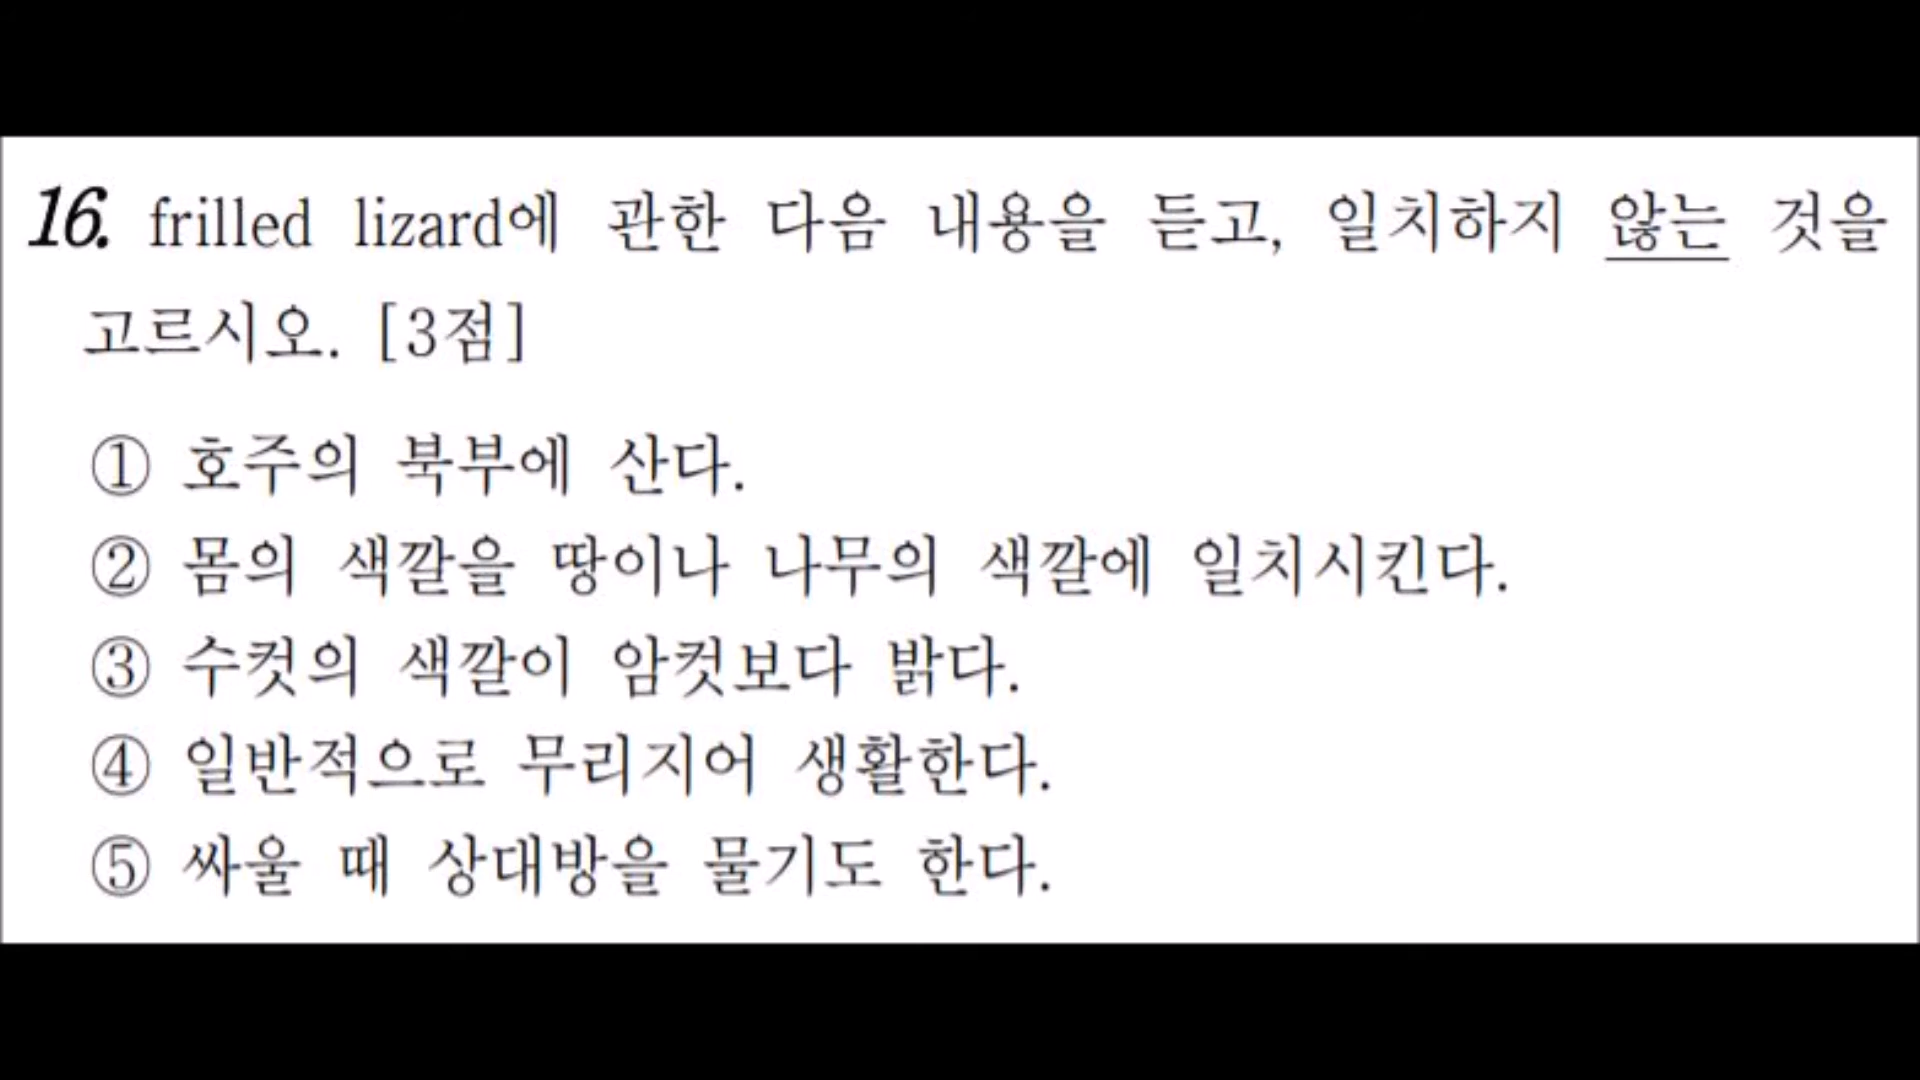 16. frilled lizard에 관한 다음 내용을 듣고, 일치하지 않는 것을
고르시오. [3점]
① 호주의 북부에 산다.
② 몸의 색깔을 땅이나 나무의 색깔에 일치시킨다.
③ 수컷의 색깔이 암컷보다 밝다.
④ 일반적으로 무리지어 생활한다.
⑤ 싸울 때 상대방을 물기도 한다.